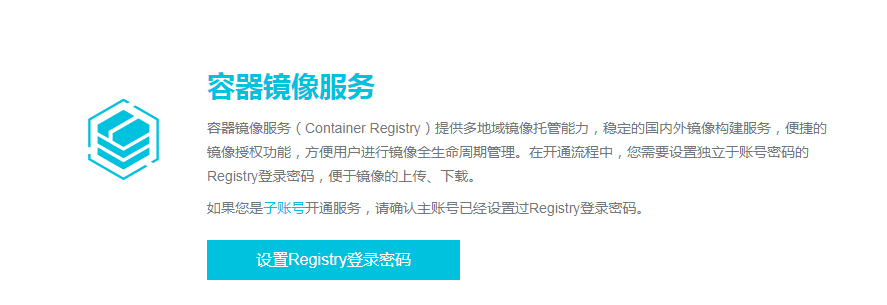 容器镜像服务
容器镜像服务（Container Registry）提供多地域镜像托管能力，稳定的国内外镜像构建服务，便捷的
镜像授权功能，方便用户进行镜像全生命周期管理。在开通流程中，您需要设置独立于账号密码的
Registry登录密码，便于镜像的上传、下载。
如果您是子账号开通服务，请确认主账号已经设置过Registry登录密码。
设置Registry登录密码